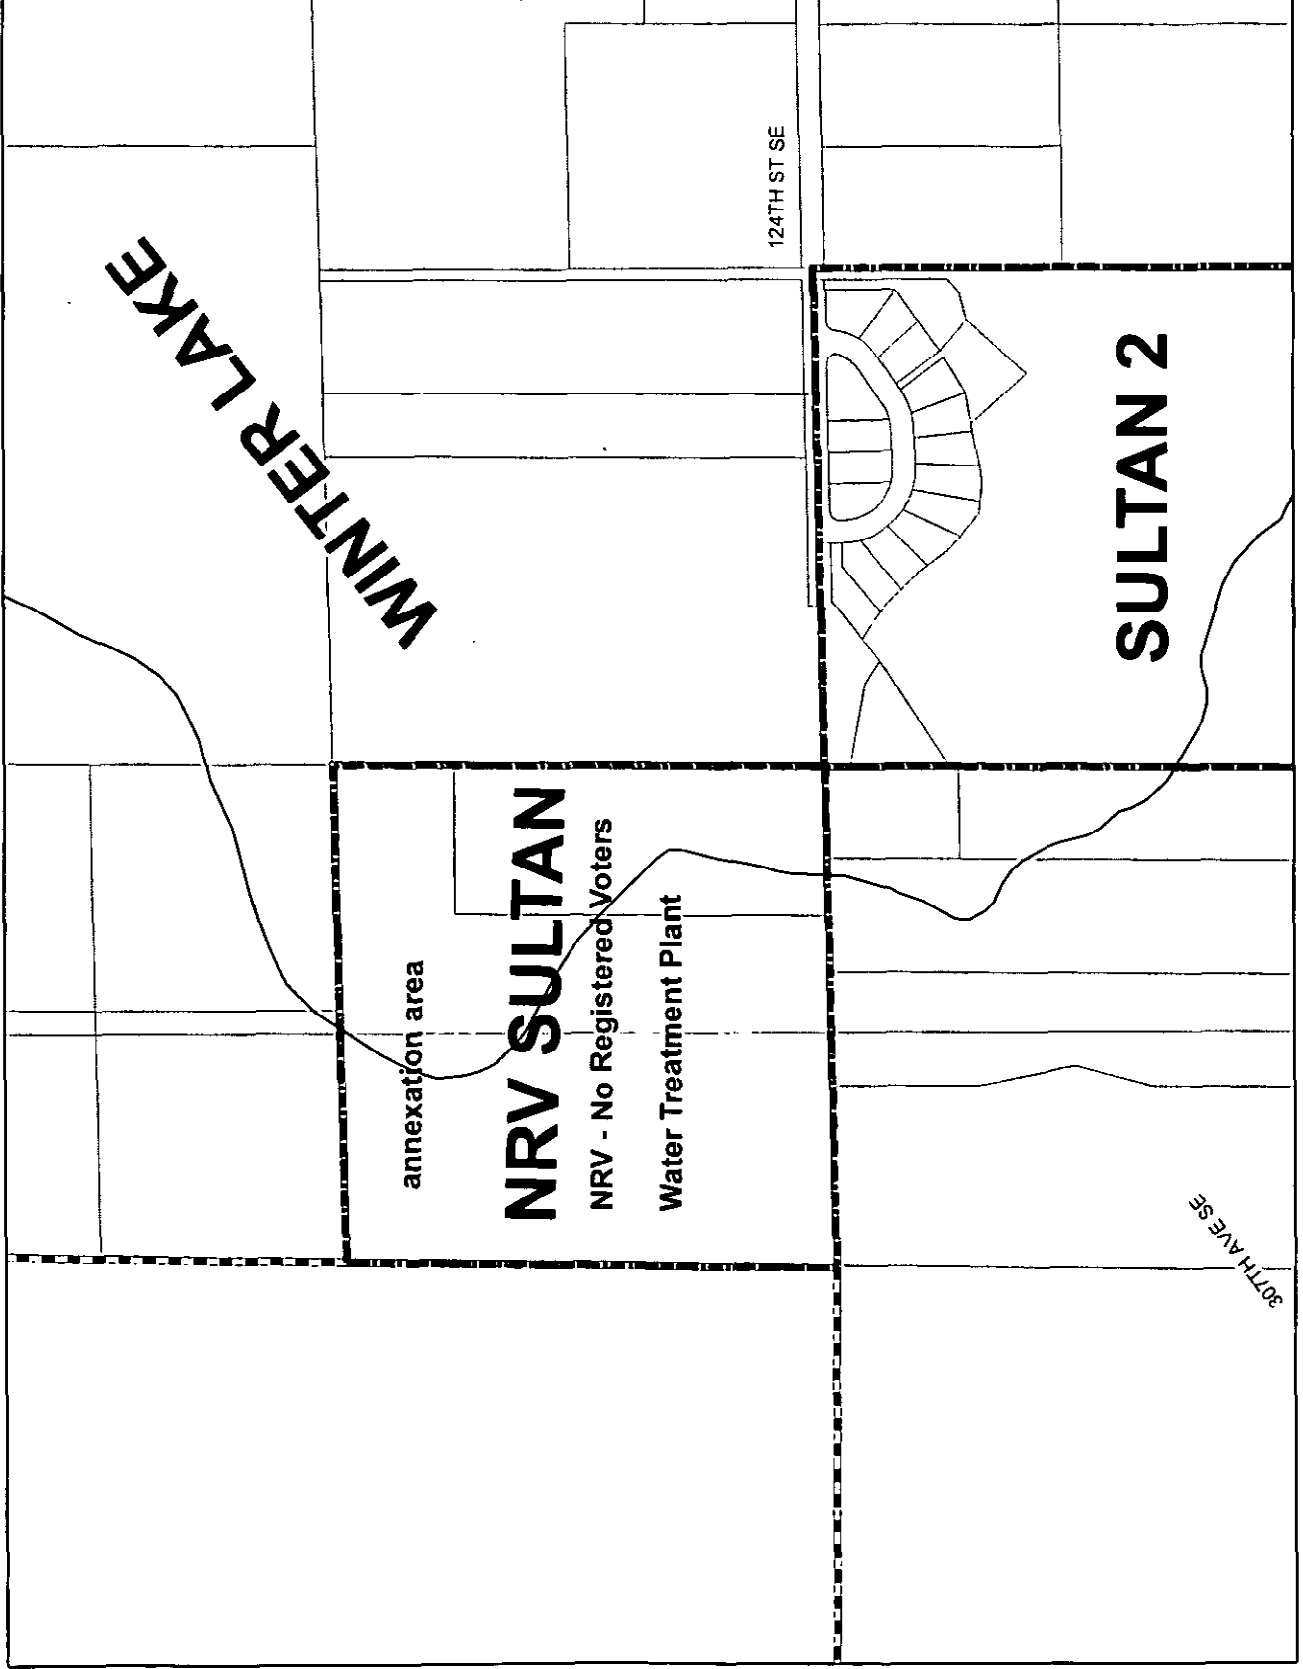 WINTER LAKE
124TH ST SE
annexation area
NRV SULTAN
NRV - No Registered Voters
Water Treatment Plant
SULTAN 2
307TH AVE SE